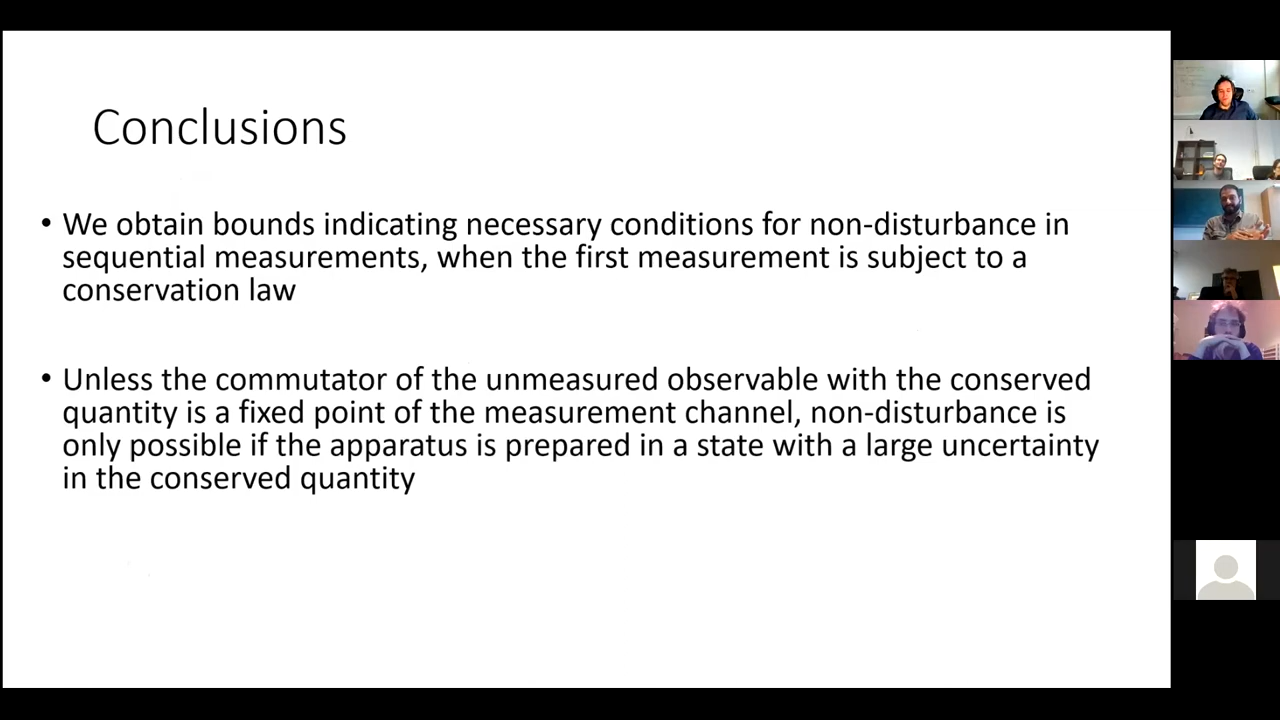 Conclusions
• We obtain bounds indicating necessary conditions for non-disturbance in
sequential measurements, when the first measurement is subject to a
conservation law
• Unless the commutator of the unmeasured observable with the conserved
quantity is a fixed point of the measurement channel, non-disturbance is
only possible if the apparatus is prepared in a state with a large uncertainty
in the conserved quantity